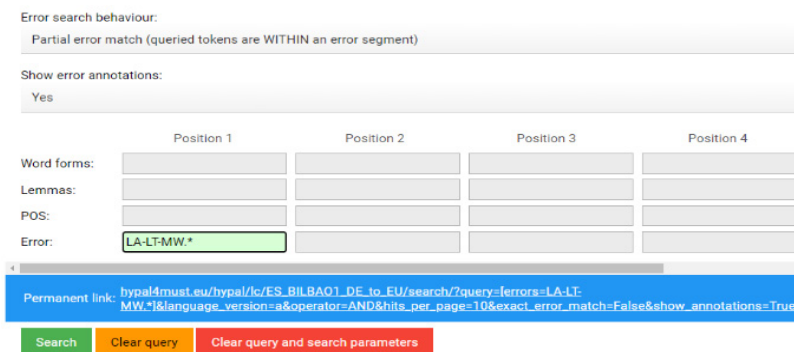 Error search behaviour:
Partial error match (queried tokens are WITHIN an error segment)
Show error annotations:
Yes
Position 1 Position 2 Position 3 Position 4
Word forms:
Lemmas:
POS:
Error: LA-LT-MW.*
Permanent link: hypal4must.eu/hypal/lc/ES_BILBAO1_DE_to_EU/search/?query=[errors=LA-LT-
MW.*]&language_version=a&operator=AND&hits_per_page=10&exact_error_match=False&show_annotations=True
Search Clear query Clear query and search parameters